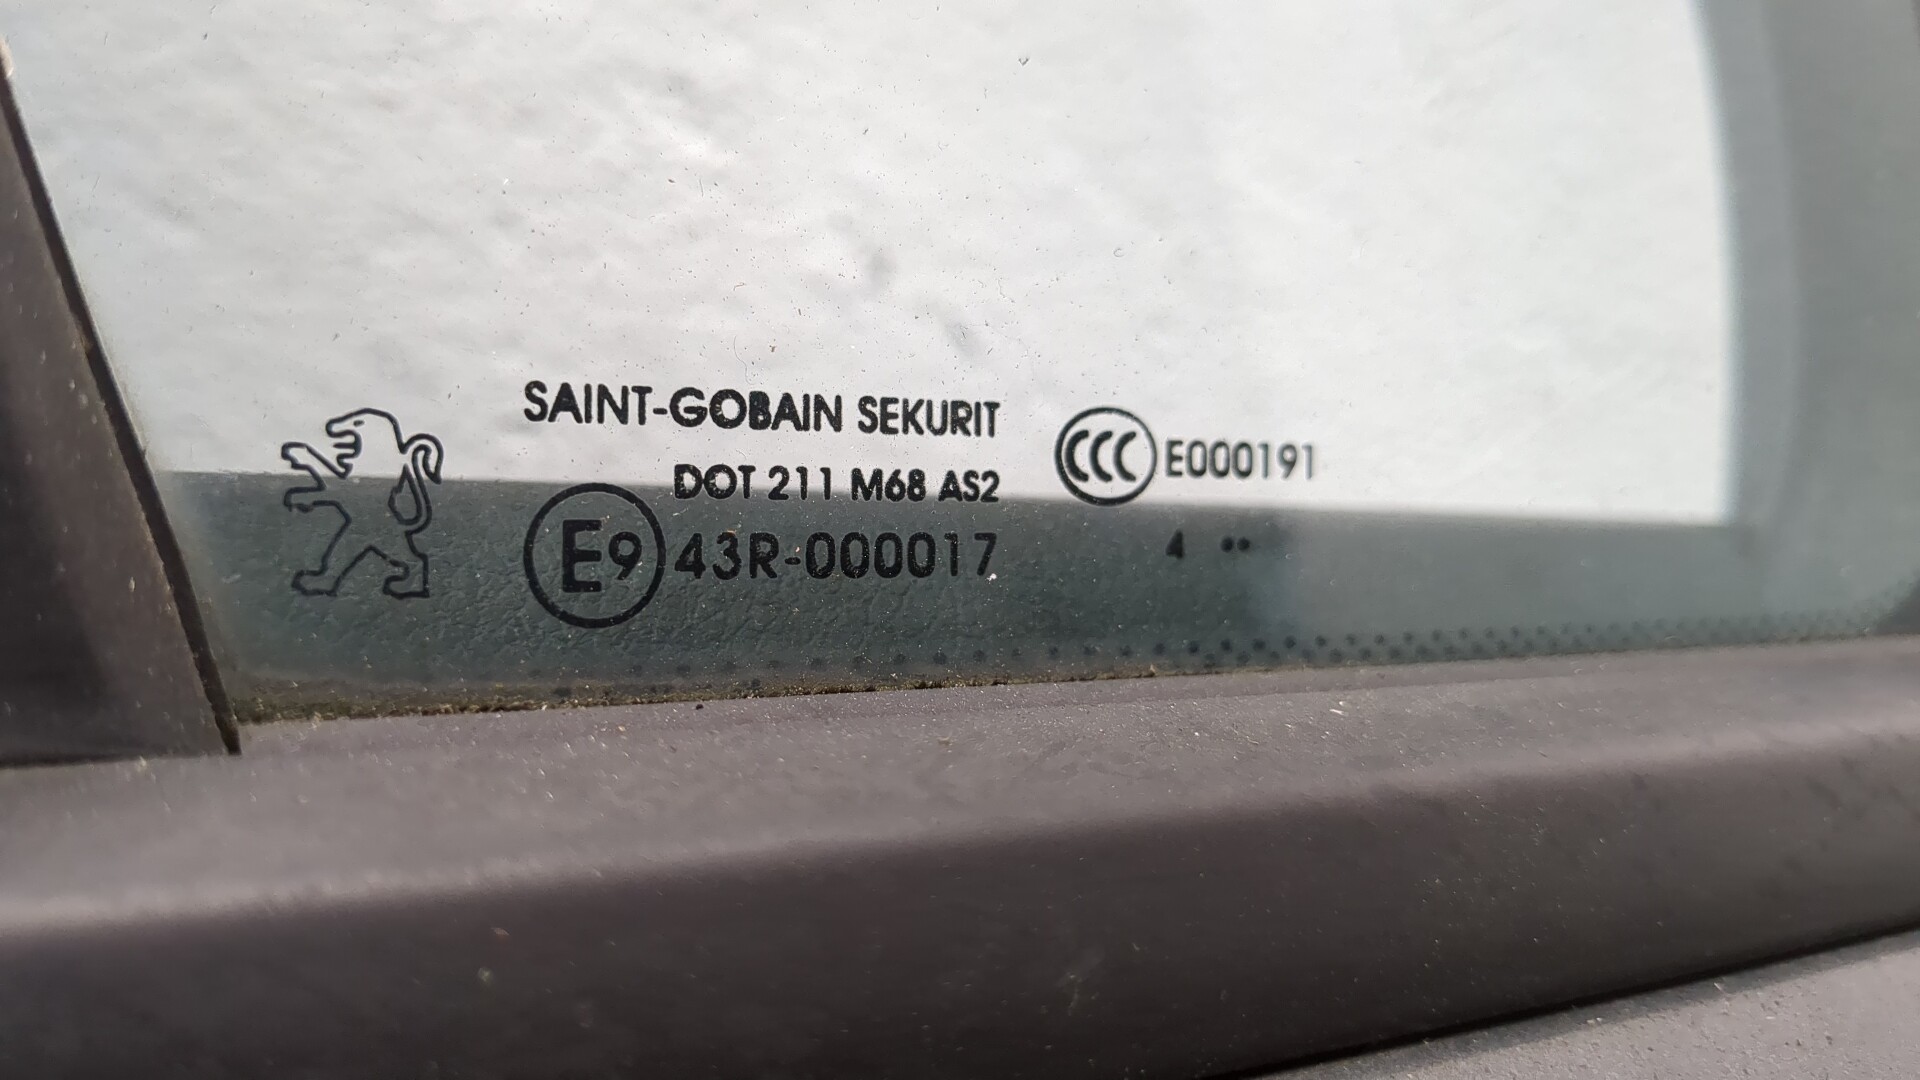 SAINT-GOBAIN SEKURIT
DOT 211 M68 AS2
E9 43R-000017
CCC E000191
4 ••